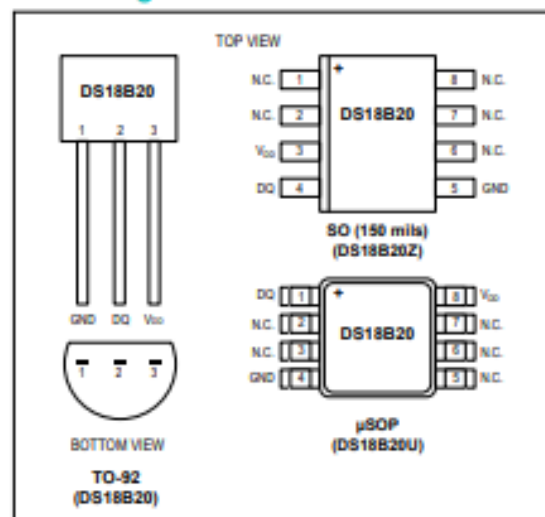 DS18B20
1 2 3
GND DQ VDD
1 2 3
BOTTOM VIEW
TO-92
(DS18B20)
TOP VIEW
N.C. 1 + 8 N.C.
N.C. 2 DS18B20 7 N.C.
VDD 3 6 N.C.
DQ 4 5 GND
SO (150 mils)
(DS18B20Z)
DQ 1 + 8 VDD
N.C. 2 DS18B20 7 N.C.
N.C. 3 6 N.C.
GND 4 5 N.C.
µSOP
(DS18B20U)